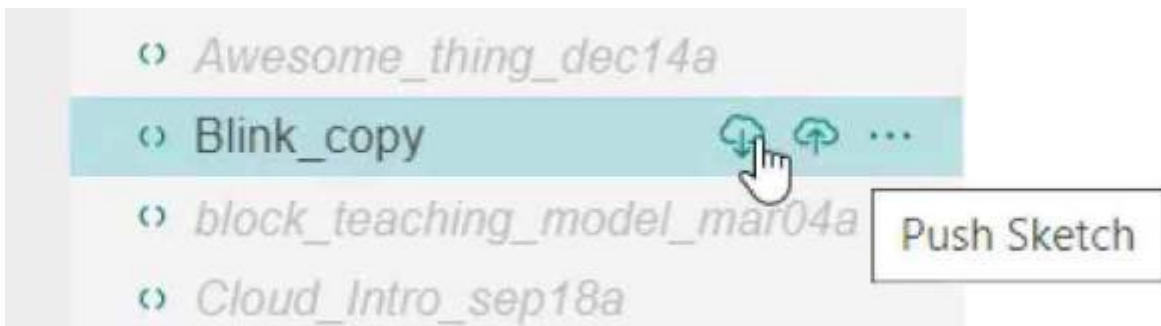 Awesome_thing_dec14a
Blink_copy
block_teaching_model_mar04a
Push Sketch
Cloud_Intro_sep18a